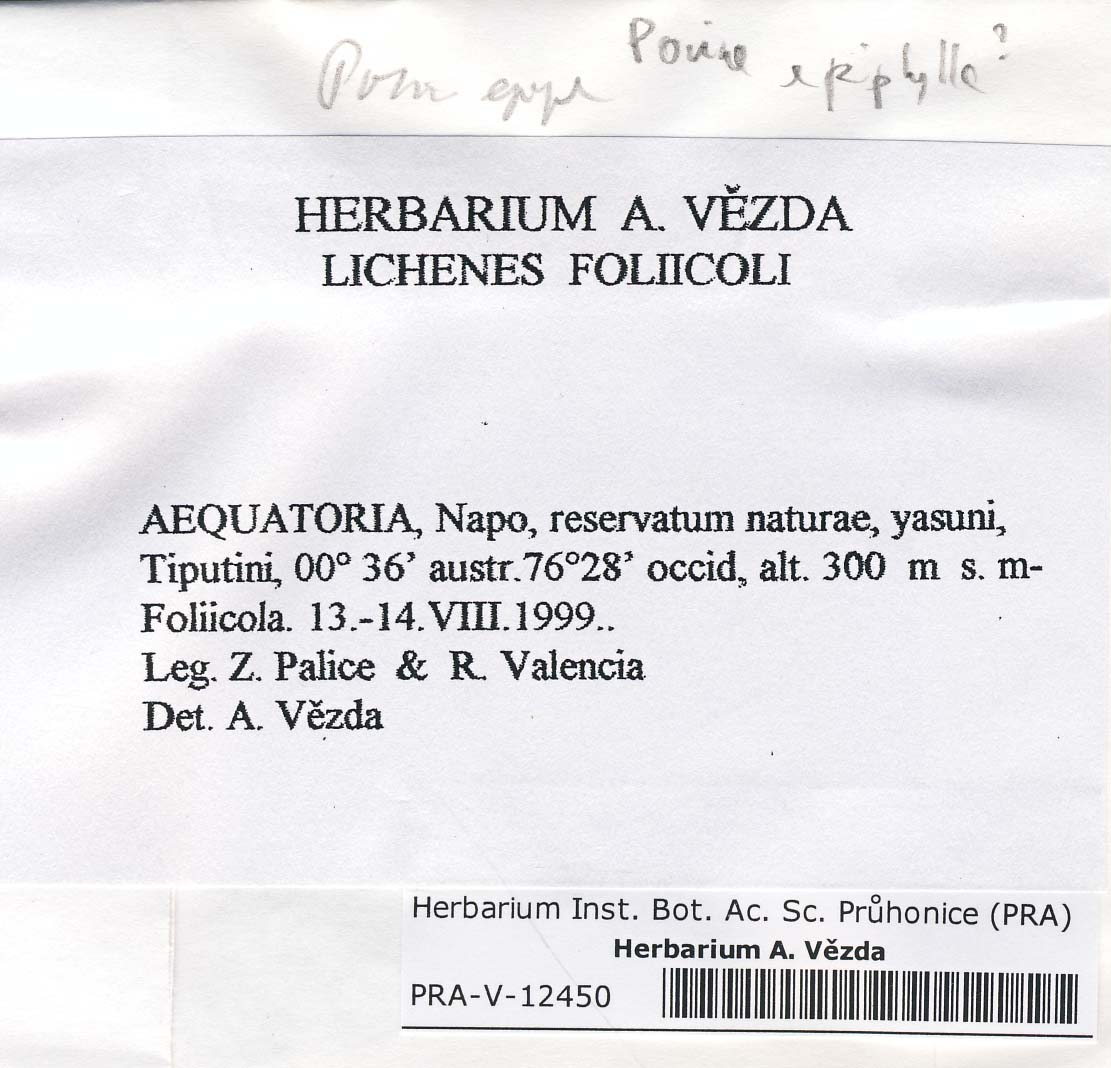 epiphylla?
HERBARIUM A. VĚZDA
LICHENES FOLIICOLI
AEQUATORIA, Napo, reservatum naturae, yasuni,
Tiputini, 00° 36’ austr.76°28’ occid, alt. 300 m s. m-
Foliicola. 13.-14.VIII.1999..
Leg. Z. Palice & R. Valencia
Det. A. Vězda
Herbarium Inst. Bot. Ac. Sc. Průhonice (PRA)
Herbarium A. Vězda
PRA-V-12450